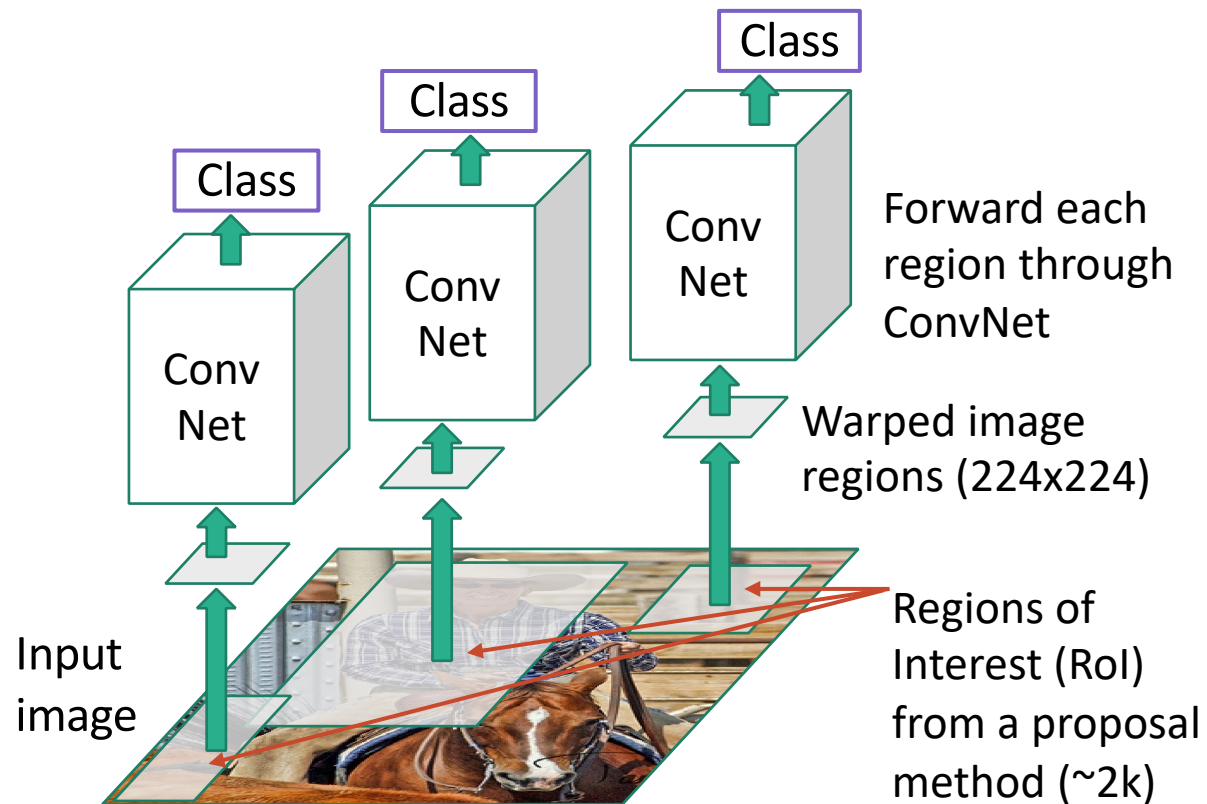 Class
Class
Class
Conv
Net
Conv
Net
Conv
Net
Forward each
region through
ConvNet
Warped image
regions (224x224)
Input
image
Regions of
Interest (RoI)
from a proposal
method (~2k)